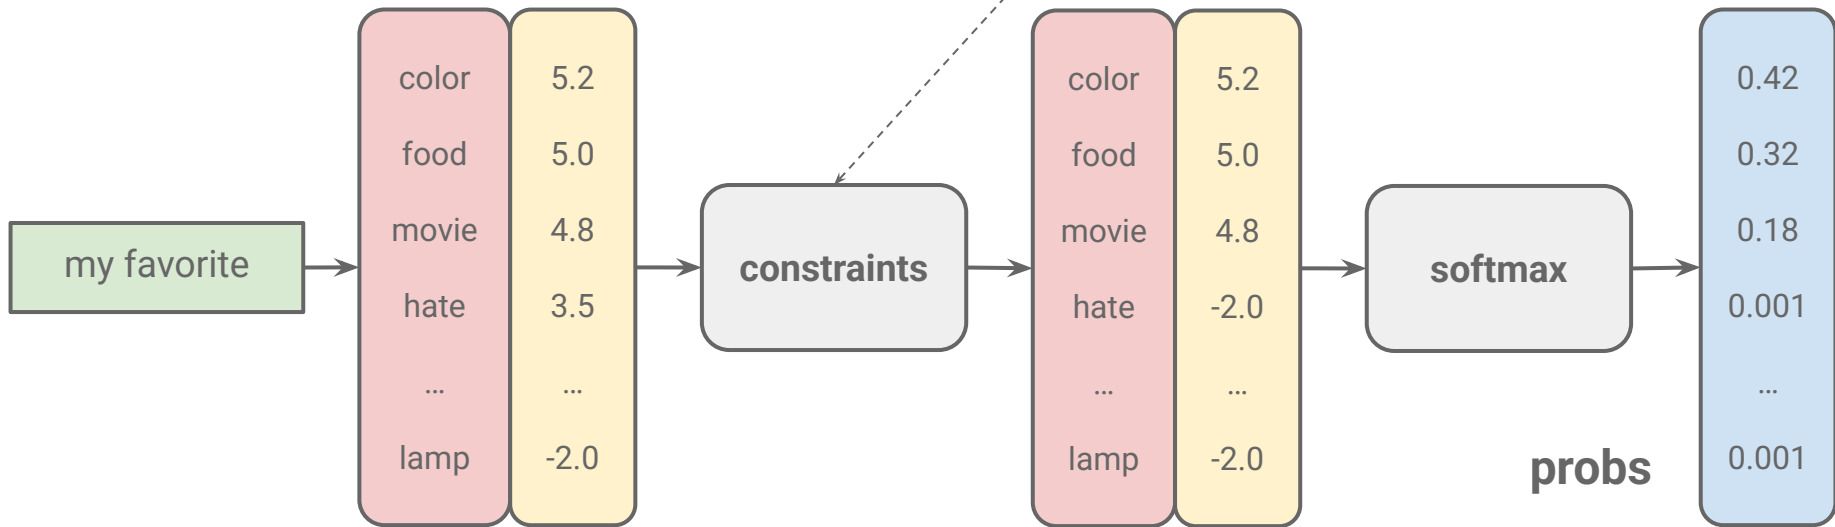 my favorite
color 5.2
food 5.0
movie 4.8
hate 3.5
... ...
lamp -2.0
constraints
color 5.2
food 5.0
movie 4.8
hate -2.0
... ...
lamp -2.0
softmax
probs
0.42
0.32
0.18
0.001
...
0.001